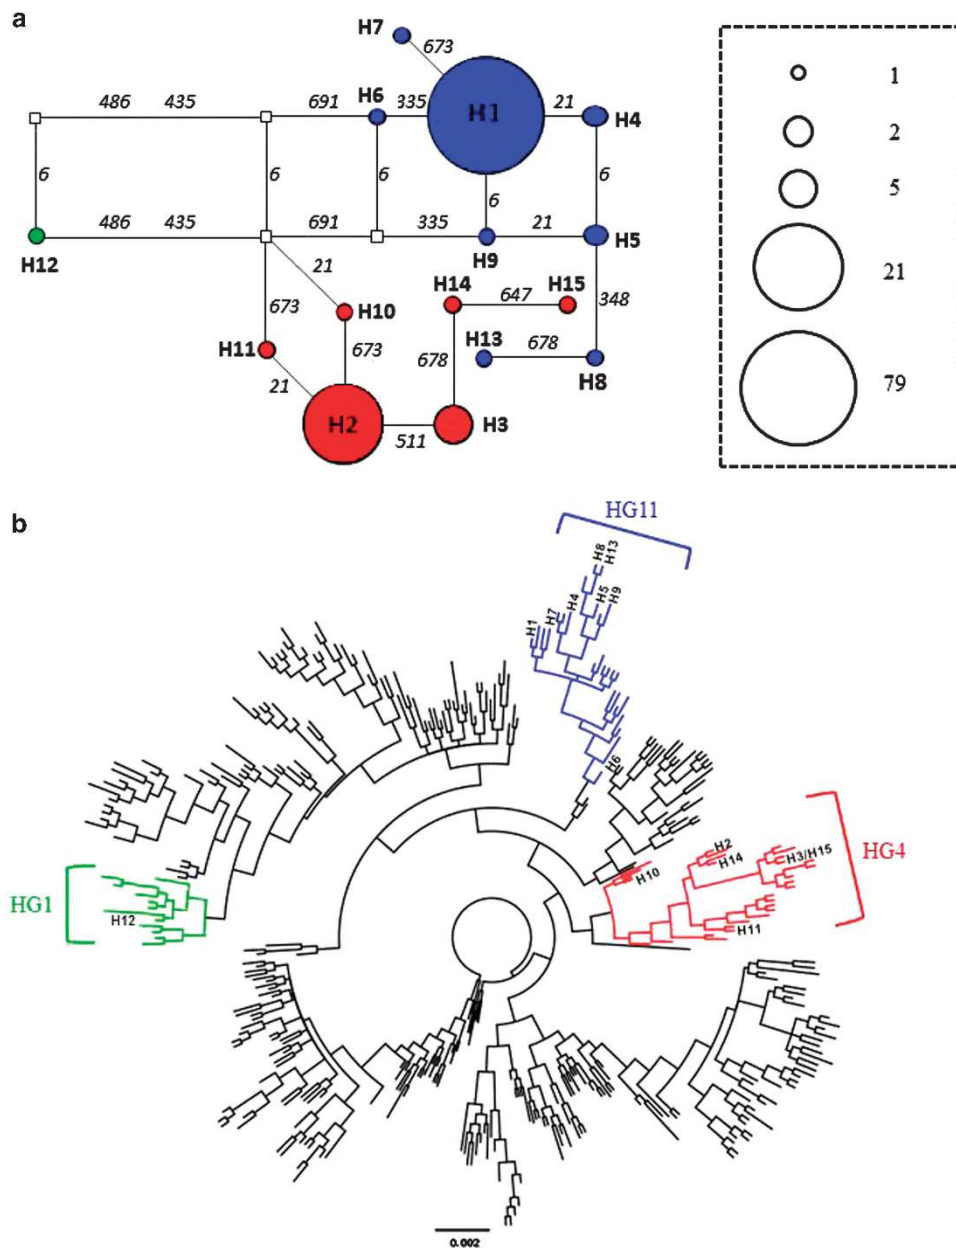 a
H7
673
1
486 435 691 H6 335 H1 21 H4
2
6 6 6 6 6
5
486 435 691 335 21 H5
H12 H9
21 H14 H15
21
673 647 348
H10
H11 673 678 H13 678
H8
21
79
H2 H3
511
b
HG11
H8
H13
H5
H9
H4
H7
H1
H6
HG4
H2
H14 H3/H15
H10
HG1
H12 H11
0.002